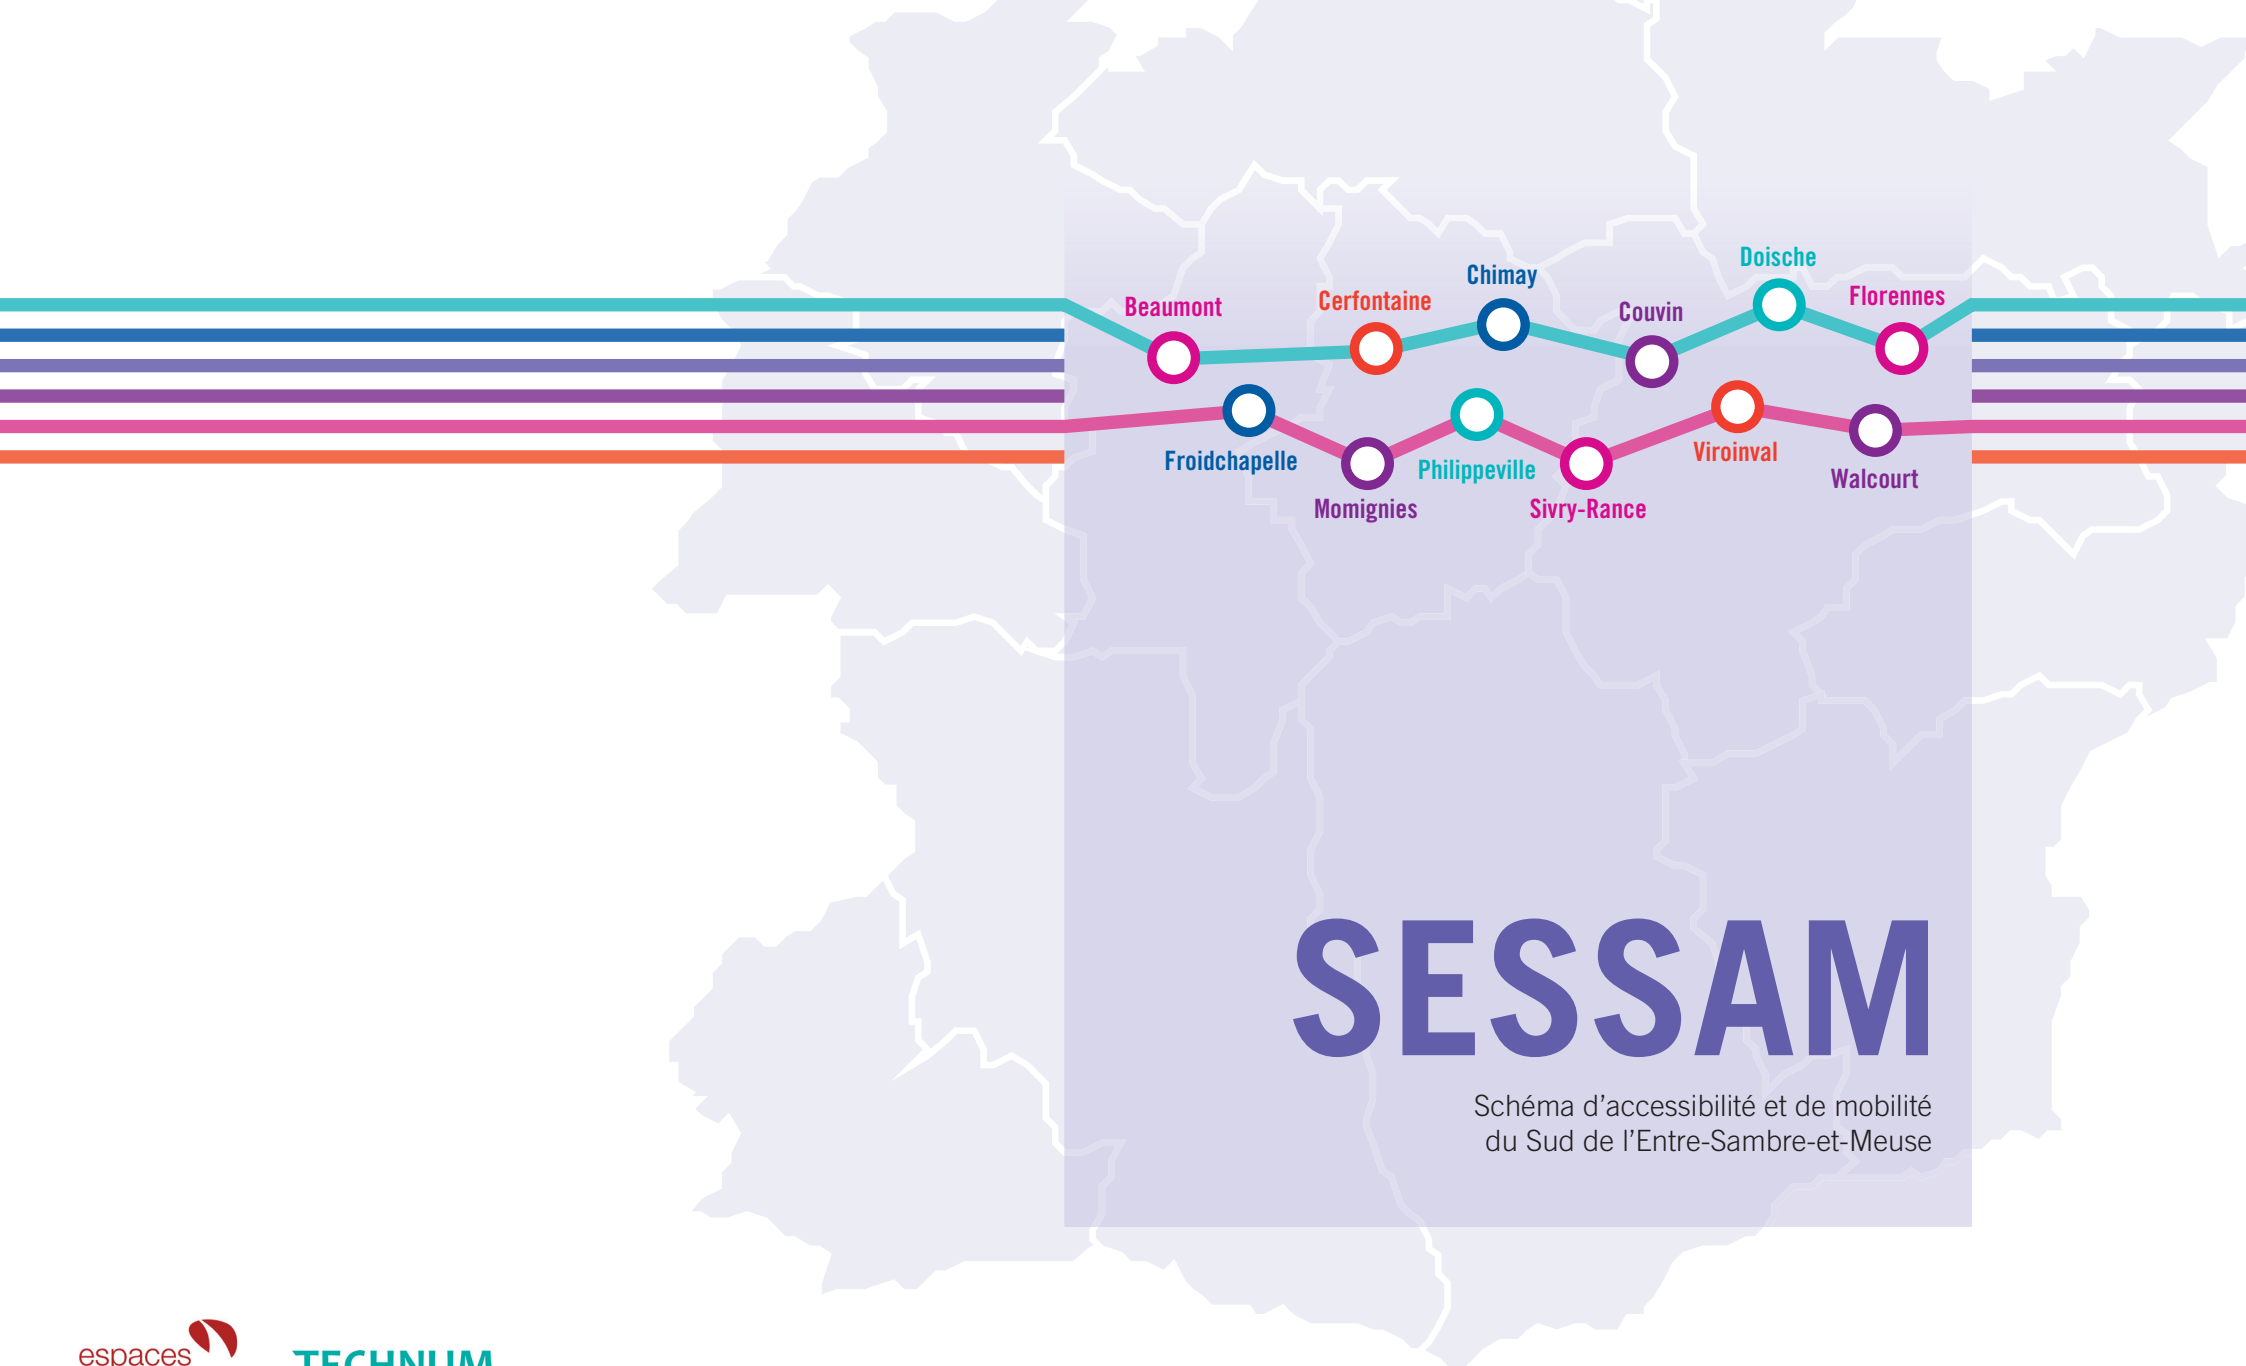 Beaumont
Cerfontaine
Chimay
Couvin
Doische
Florennes
Froidchapelle
Momignies
Philippeville
Sivry-Rance
Viroinval
Walcourt
SESSAM
Schéma d'accessibilité et de mobilité
du Sud de l'Entre-Sambre-et-Meuse
espaces
TECHNUM